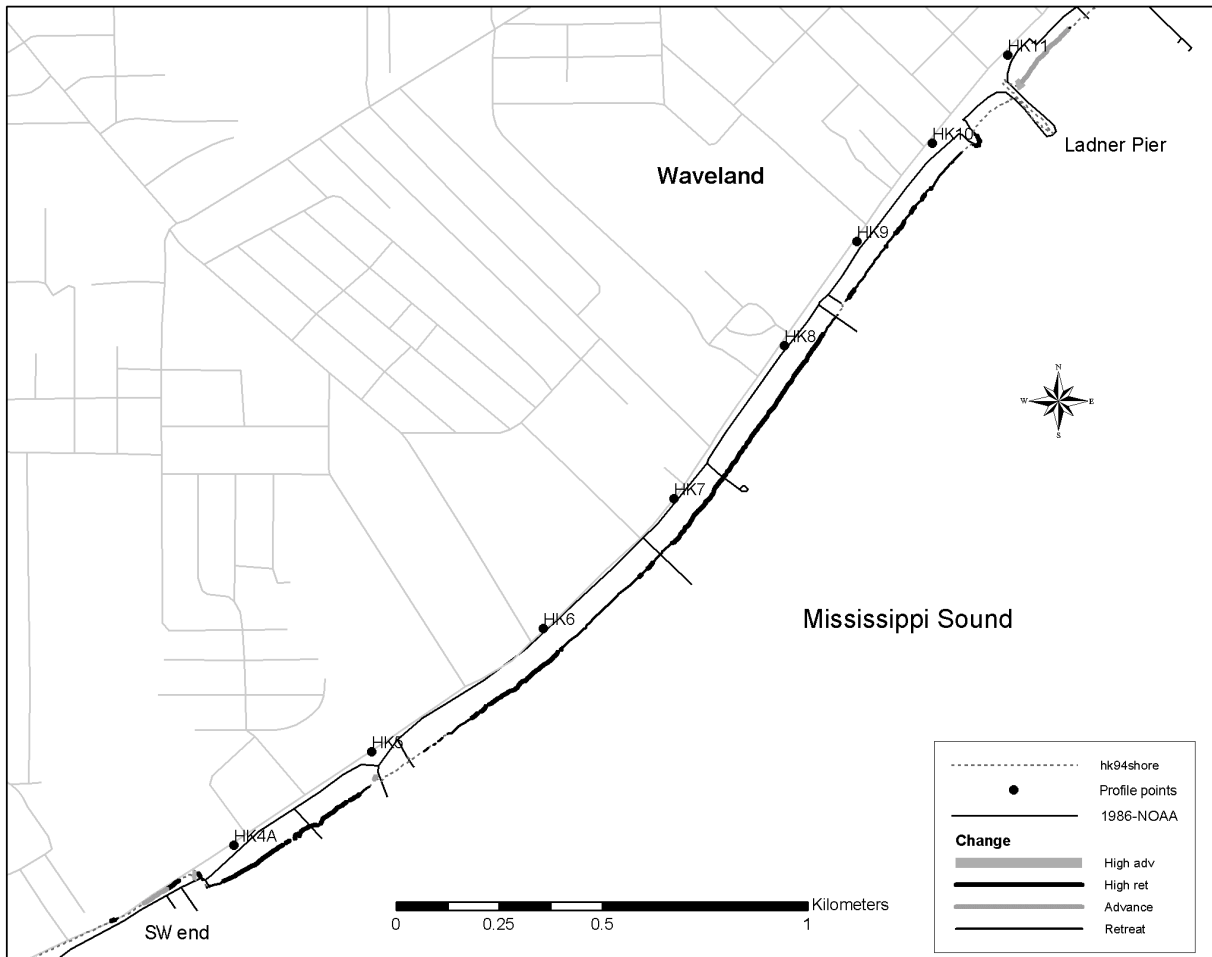 HK11
Ladner Pier
HK10
Waveland
HK9
HK8
N
W E
S
HK7
Mississippi Sound
HK6
HK5
HK4A
SW end
Kilometers
0 0.25 0.5 1
hk94shore
Profile points
1986-NOAA
Change
High adv
High ret
Advance
Retreat